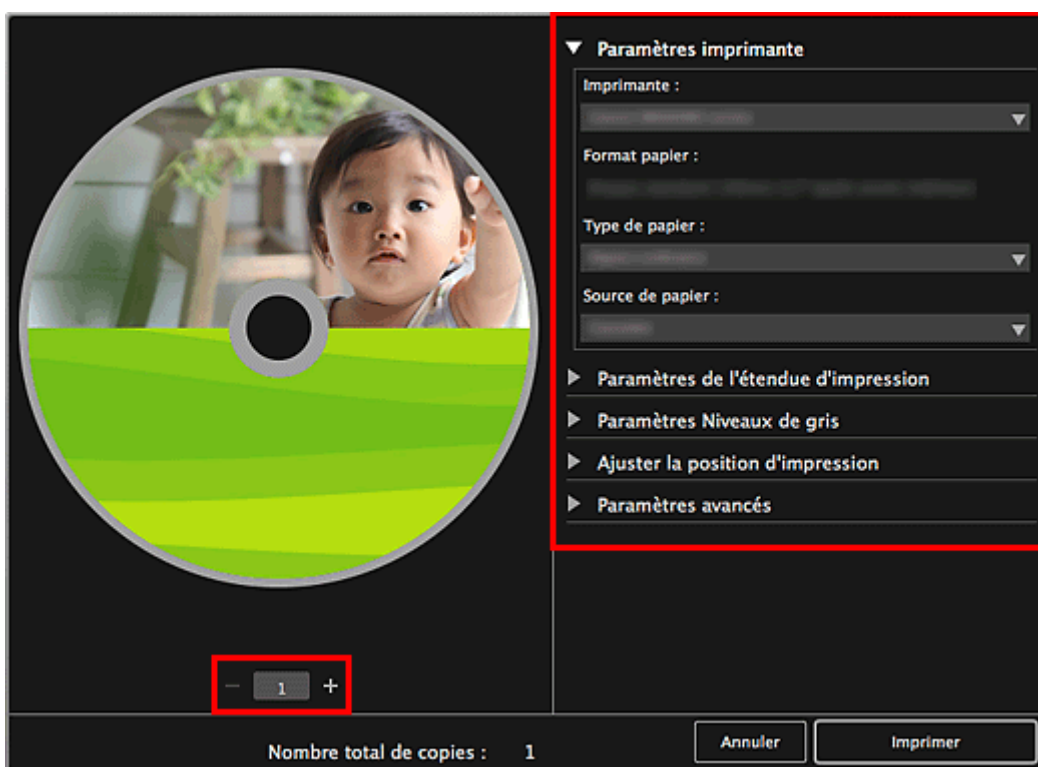 Paramètres imprimante
Imprimante :
Format papier :
Type de papier :
Source de papier :
Paramètres de l'étendue d'impression
Paramètres Niveaux de gris
Ajuster la position d'impression
Paramètres avancés
1
Nombre total de copies : 1
Annuler
Imprimer